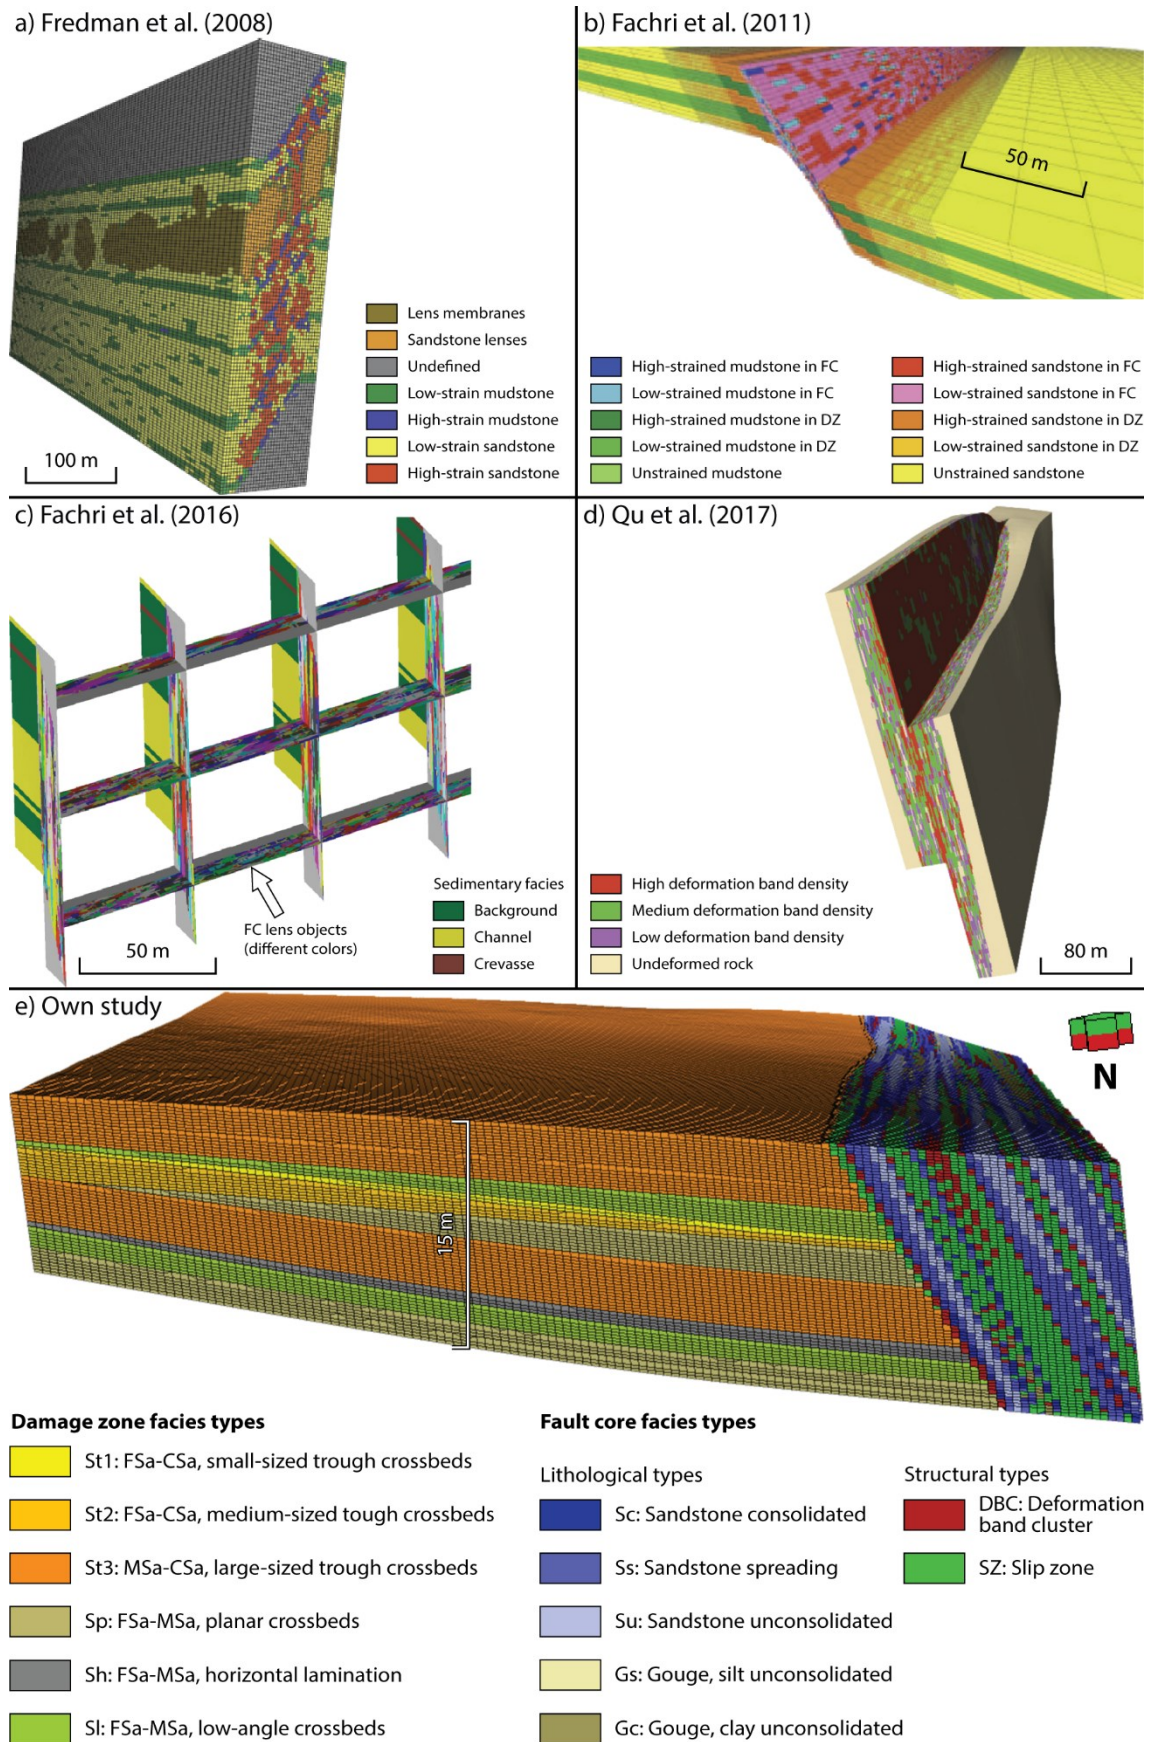 a) Fredman et al. (2008)
Lens membranes
Sandstone lenses
Undefined
Low-strain mudstone
High-strain mudstone
Low-strain sandstone
High-strain sandstone
100 m
b) Fachri et al. (2011)
50 m
High-strained mudstone in FC
Low-strained mudstone in FC
High-strained mudstone in DZ
Low-strained mudstone in DZ
Unstrained mudstone
High-strained sandstone in FC
Low-strained sandstone in FC
High-strained sandstone in DZ
Low-strained sandstone in DZ
Unstrained sandstone
c) Fachri et al. (2016)
FC lens objects
(different colors)
50 m
Sedimentary facies
Background
Channel
Crevasse
d) Qu et al. (2017)
High deformation band density
Medium deformation band density
Low deformation band density
Undeformed rock
80 m
e) Own study
N
15 m
Damage zone facies types
St1: FSa-CSa, small-sized trough crossbeds
St2: FSa-CSa, medium-sized tough crossbeds
St3: MSa-CSa, large-sized trough crossbeds
Sp: FSa-MSa, planar crossbeds
Sh: FSa-MSa, horizontal lamination
Sl: FSa-MSa, low-angle crossbeds
Fault core facies types
Lithological types
Sc: Sandstone consolidated
Ss: Sandstone spreading
Su: Sandstone unconsolidated
Gs: Gouge, silt unconsolidated
Gc: Gouge, clay unconsolidated
Structural types
DBC: Deformation
band cluster
SZ: Slip zone